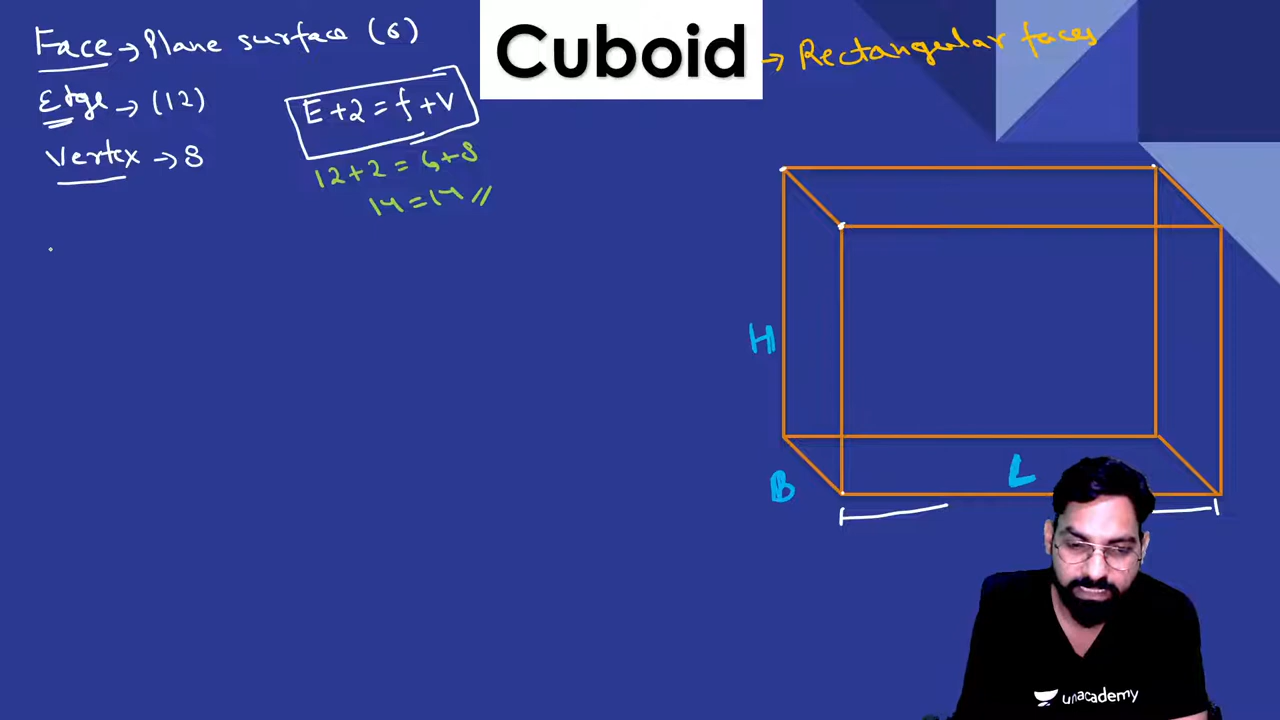 Face → Plane surface (6)
Cuboid → Rectangular faces
Edge → (12)
E+2 = f+V
Vertex → 8
12+2 = 6+8
14 = 14 //
H
B
L
unacademy